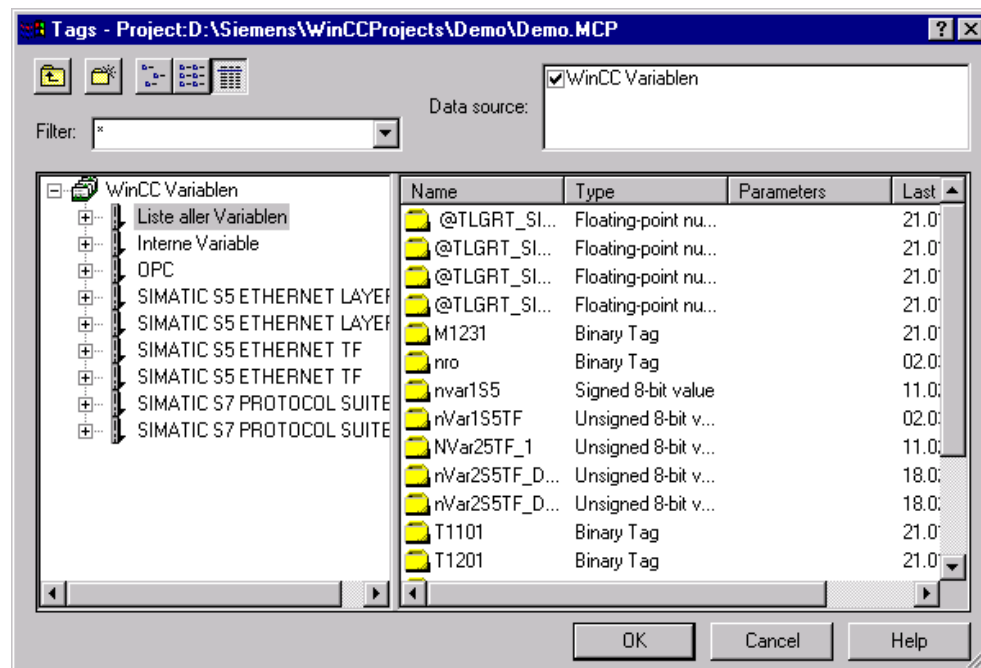 Tags - Project:D:\Siemens\WinCCProjects\Demo\Demo.MCP
Data source:
WinCC Variablen
Filter: *
WinCC Variablen
Liste aller Variablen
Interne Variable
OPC
SIMATIC S5 ETHERNET LAYER
SIMATIC S5 ETHERNET LAYER
SIMATIC S5 ETHERNET TF
SIMATIC S5 ETHERNET TF
SIMATIC S7 PROTOCOL SUITE
SIMATIC S7 PROTOCOL SUITE
Name Type Parameters Last
@TLGRT_SI... Floating-point nu... 21.0
@TLGRT_SI... Floating-point nu... 21.0
@TLGRT_SI... Floating-point nu... 21.0
@TLGRT_SI... Floating-point nu... 21.0
M1231 Binary Tag 21.0
nro Binary Tag 02.0
nvar1S5 Signed 8-bit value 11.0
nVar1S5TF Unsigned 8-bit v... 02.0
NVar25TF_1 Unsigned 8-bit v... 11.0
nVar2S5TF_D... Unsigned 8-bit v... 18.0
nVar2S5TF_D... Unsigned 8-bit v... 18.0
T1101 Binary Tag 21.0
T1201 Binary Tag 21.0
OK Cancel Help